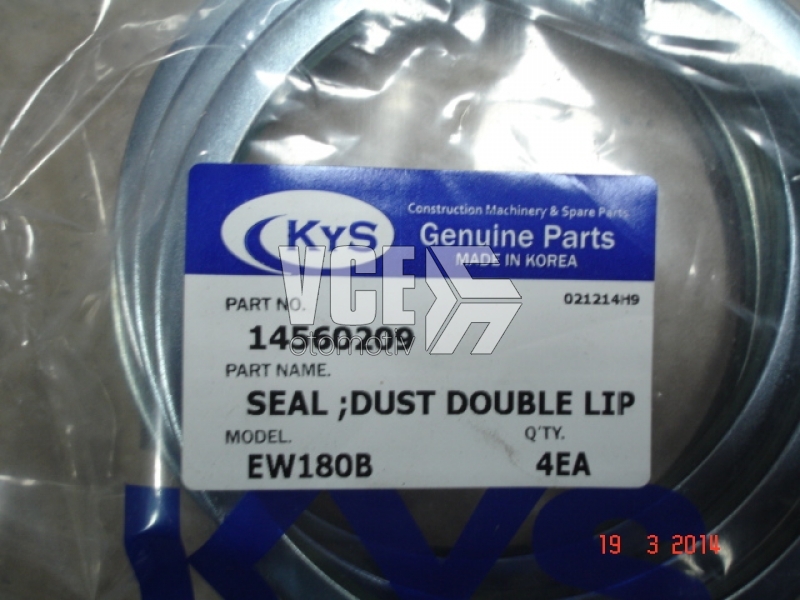 KYS
Construction Machinery & Spare Parts
Genuine Parts
MADE IN KOREA
PART NO.
021214H9
14560209
PART NAME.
SEAL ;DUST DOUBLE LIP
MODEL.
Q'TY.
EW180B
4EA
VCE
otomotiv
KYS
19 3 2014